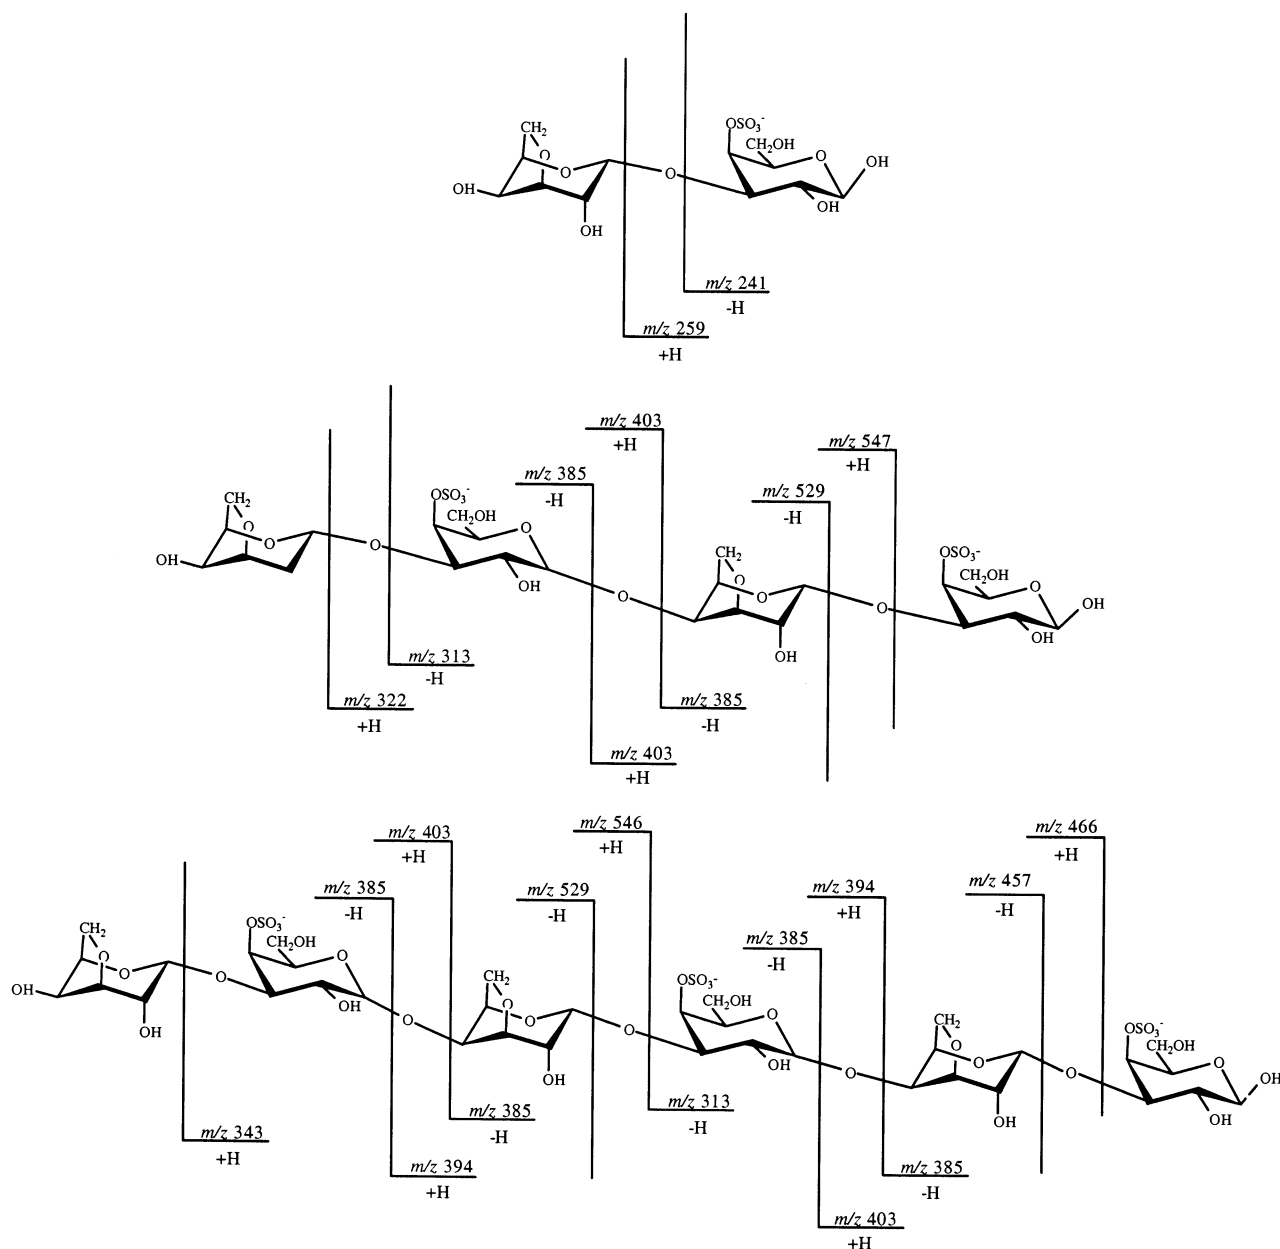 OSO₃⁻
CH₂
CH₂OH
O
OH
O
O
O
OH
OH
OH
m/z 241
-H
m/z 259
+H
m/z 403
+H
m/z 547
+H
m/z 385
-H
m/z 529
-H
CH₂
OSO₃⁻
CH₂OH
O
O
O
O
OH
OH
CH₂
OSO₃⁻
CH₂OH
O
O
O
O
O
OH
OH
OH
m/z 313
-H
m/z 322
+H
m/z 385
-H
m/z 403
+H
m/z 546
+H
m/z 466
+H
m/z 403
+H
m/z 385
-H
m/z 529
-H
m/z 394
+H
m/z 457
-H
m/z 385
-H
CH₂
OSO₃⁻
CH₂OH
O
O
O
O
OH
OH
OH
CH₂
O
O
O
O
OH
OSO₃⁻
CH₂OH
O
OH
O
CH₂
O
O
O
OH
OSO₃⁻
CH₂OH
O
OH
OH
m/z 385
-H
m/z 313
-H
m/z 343
+H
m/z 394
+H
m/z 385
-H
m/z 403
+H